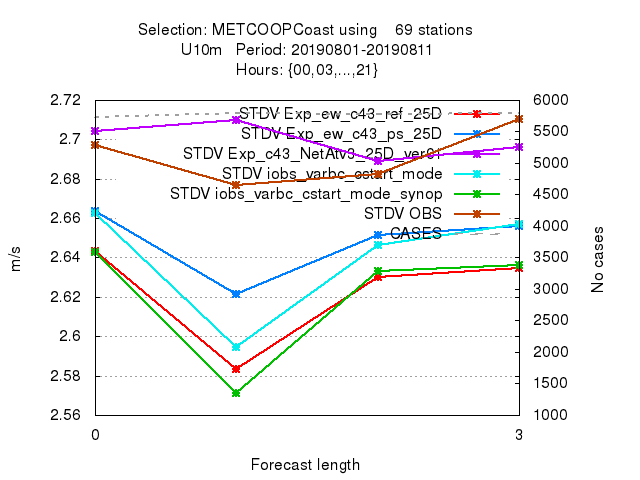 Selection: METCOOPCoast using 69 stations
U10m Period: 20190801-20190811
Hours: {00,03,...,21}
STDV Exp_ew_c43_ref_25D
STDV Exp_ew_c43_ps_25D
STDV Exp_c43_NetAtv3_25D_ver01
STDV iobs_varbc_cstart_mode
STDV iobs_varbc_cstart_mode_synop
STDV OBS
CASES
2.72
2.7
2.68
2.66
2.64
2.62
2.6
2.58
2.56
m/s
6000
5500
5000
4500
4000
3500
3000
2500
2000
1500
1000
No cases
0
3
Forecast length